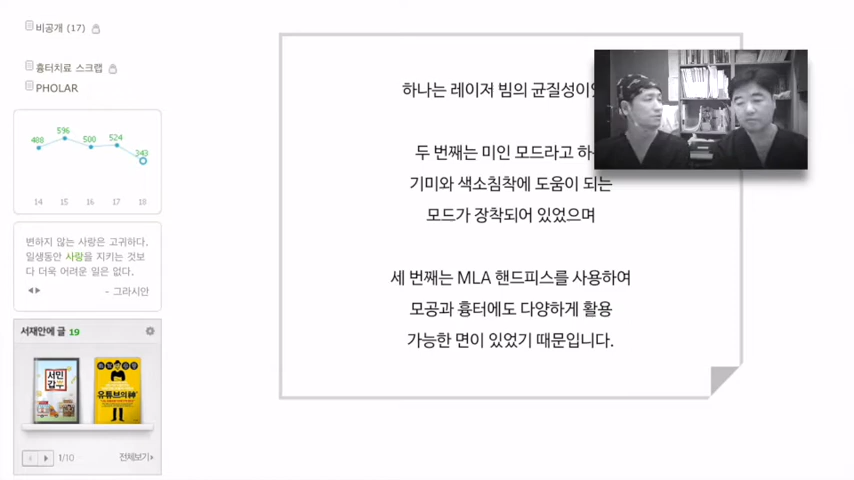 비공개 (17)
흉터치료 스크랩
PHOLAR
488
596
500
524
343
14 15 16 17 18
변하지 않는 사랑은 고귀하다.
일생동안 사랑을 지키는 것보
다 더욱 어려운 일은 없다.
- 그라시안
서재안에 글 19
서민
갑부
유튜브의神
1/10
전체보기
하나는 레이저 빔의 균질성이
두 번째는 미인 모드라고 하
기미와 색소침착에 도움이 되는
모드가 장착되어 있었으며
세 번째는 MLA 핸드피스를 사용하여
모공과 흉터에도 다양하게 활용
가능한 면이 있었기 때문입니다.